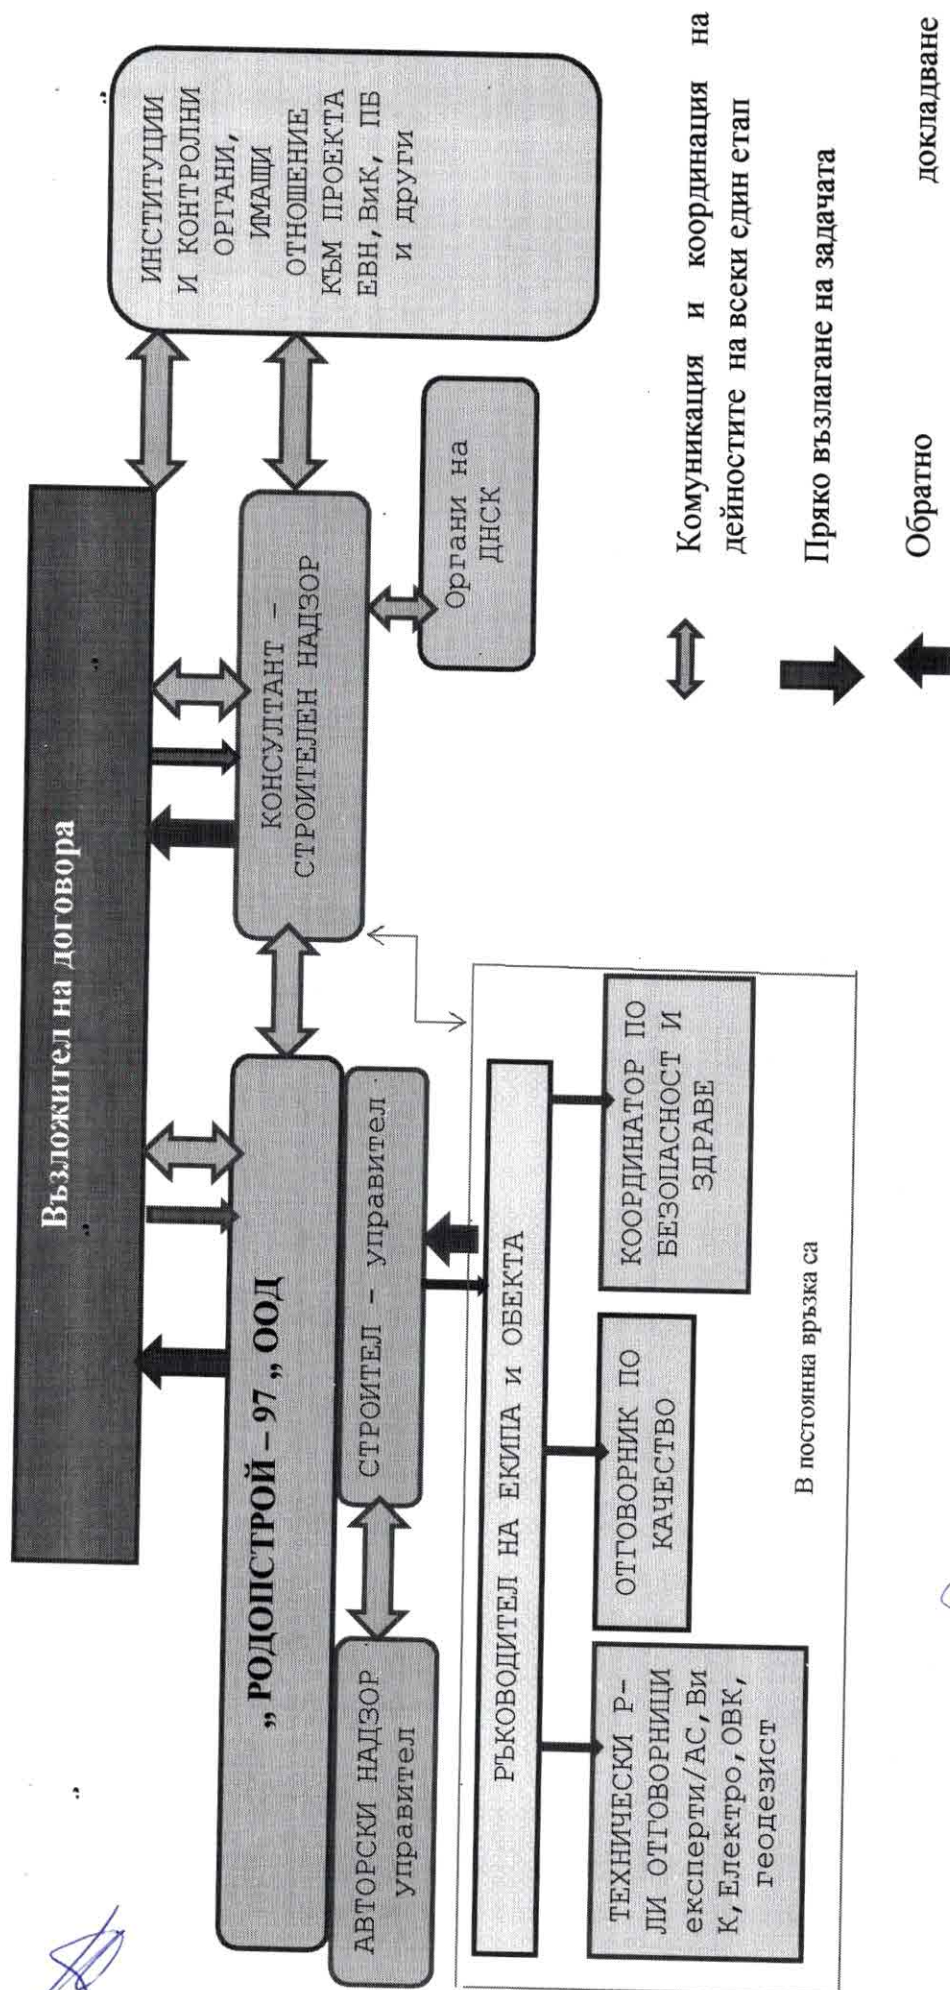 Възложител на договора
„ РОДОПСТРОЙ – 97 „ ООД
КОНСУЛТАНТ –
СТРОИТЕЛЕН НАДЗОР
ИНСТИТУЦИИ
И КОНТРОЛНИ
ОРГАНИ,
ИМАЩИ
ОТНОШЕНИЕ
КЪМ ПРОЕКТА
ЕВН,ВиК, ПБ
и други
АВТОРСКИ НАДЗОР
управител
СТРОИТЕЛ – управител
Органи на
ДНСК
РЪКОВОДИТЕЛ НА ЕКИПА И ОБЕКТА
ТЕХНИЧЕСКИ Р-
ЛИ ОТГОВОРНИЦИ
експерти/АС,Ви
К,Електро,ОВК,
геодезист
ОТГОВОРНИК ПО
КАЧЕСТВО
КООРДИНАТОР ПО
БЕЗОПАСНОСТ И
ЗДРАВЕ
В постоянна връзка са
Комуникация и координация на
дейностите на всеки един етап
Пряко възлагане на задачата
Обратно докладване